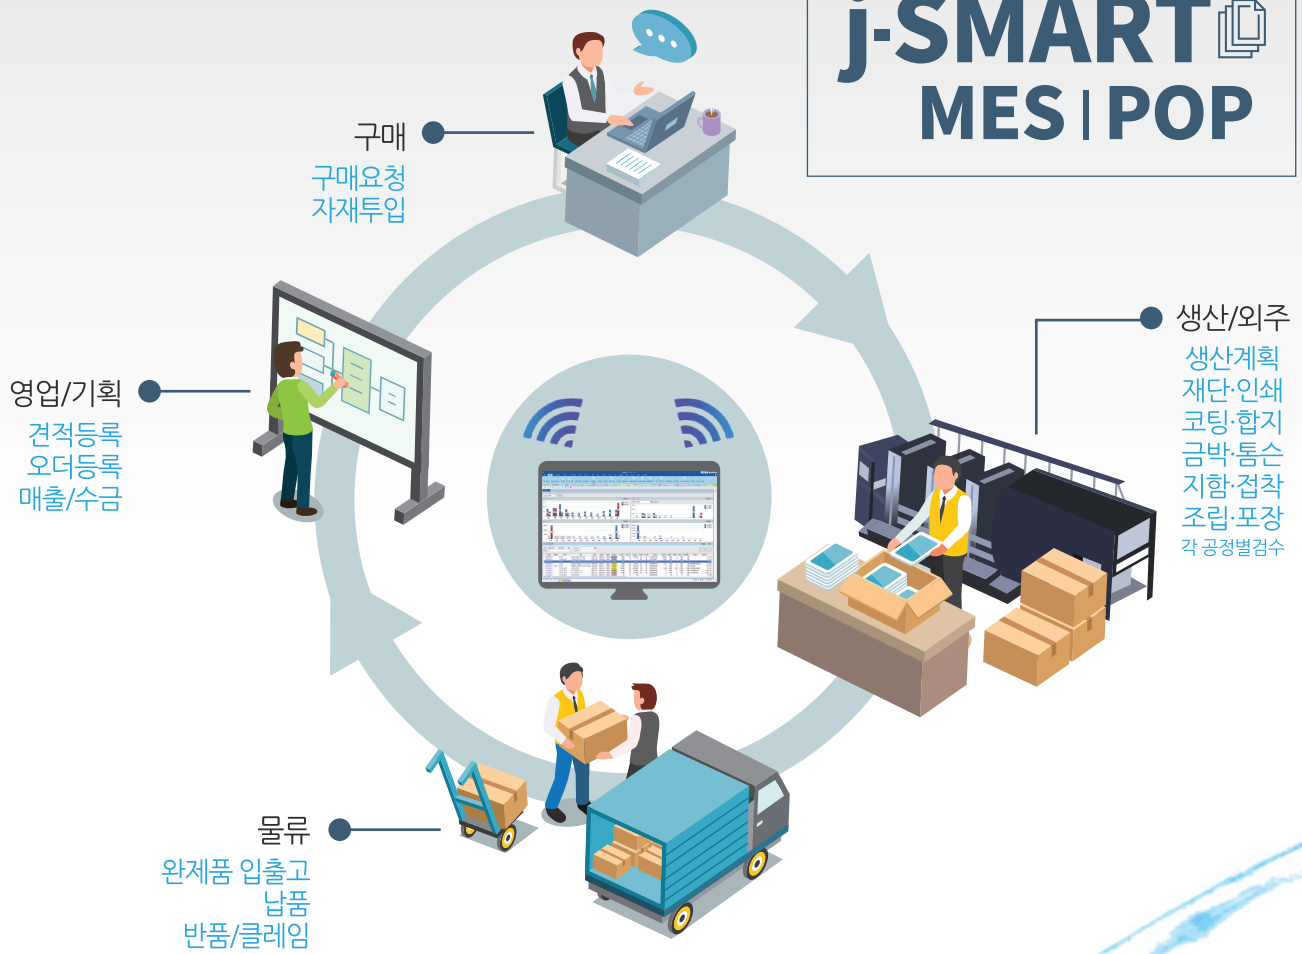 j-SMART
MES | POP
구매
구매요청
자재투입
생산/외주
생산계획
재단·인쇄
코팅·합지
금박·톰슨
지함·접착
조립·포장
각 공정별검수
영업/기획
견적등록
오더등록
매출/수금
물류
완제품 입출고
납품
반품/클레임